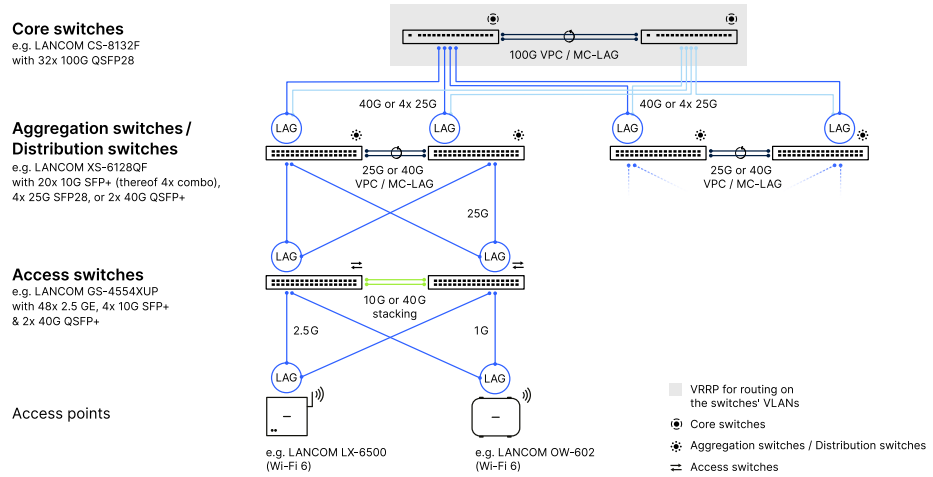 Core switches
e.g. LANCOM CS-8132F
with 32x 100G QSFP28
100G VPC / MC-LAG
40G or 4x 25G
40G or 4x 25G
LAG
LAG
LAG
LAG
Aggregation switches /
Distribution switches
e.g. LANCOM XS-6128QF
with 20x 10G SFP+ (thereof 4x combo),
4x 25G SFP28, or 2x 40G QSFP+
25G or 40G
VPC / MC-LAG
25G or 40G
VPC / MC-LAG
25G
LAG
LAG
Access switches
e.g. LANCOM GS-4554XUP
with 48x 2.5 GE, 4x 10G SFP+
& 2x 40G QSFP+
10G or 40G
stacking
2.5G
1G
LAG
LAG
Access points
e.g. LANCOM LX-6500
(Wi-Fi 6)
e.g. LANCOM OW-602
(Wi-Fi 6)
VRRP for routing on
the switches' VLANs
Core switches
Aggregation switches / Distribution switches
Access switches